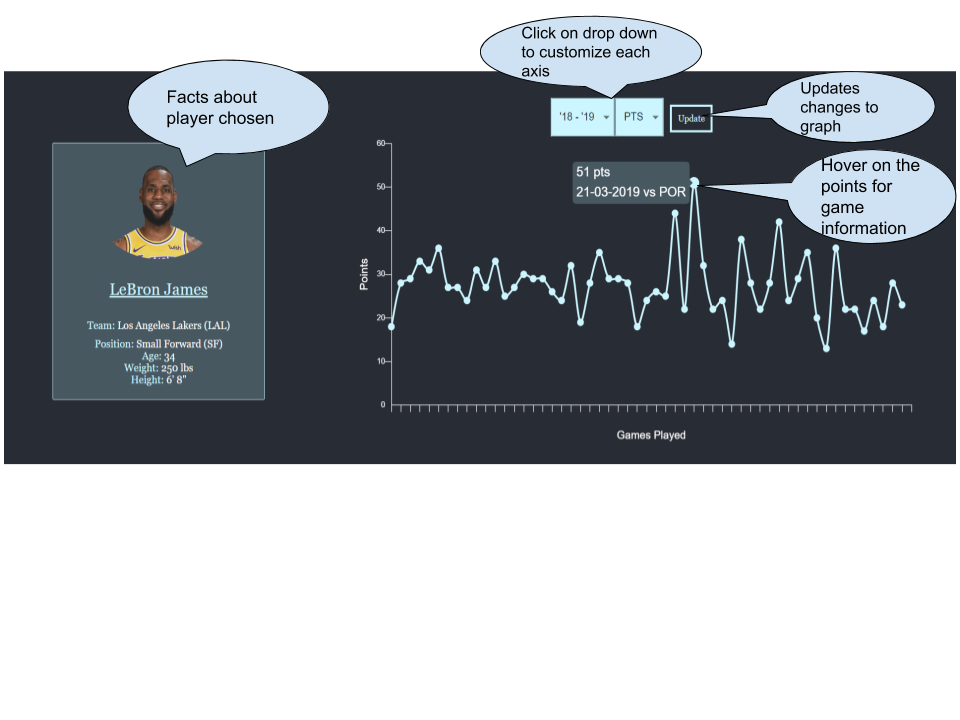 Click on drop down
to customize each
axis
Facts about
player chosen
Updates
changes to
graph
'18 - '19
PTS
Update
Hover on the
points for
game
information
51 pts
21-03-2019 vs POR
wish
LeBron James
Team: Los Angeles Lakers (LAL)
Position: Small Forward (SF)
Age: 34
Weight: 250 lbs
Height: 6' 8"
Points
60
50
40
30
20
10
0
Games Played